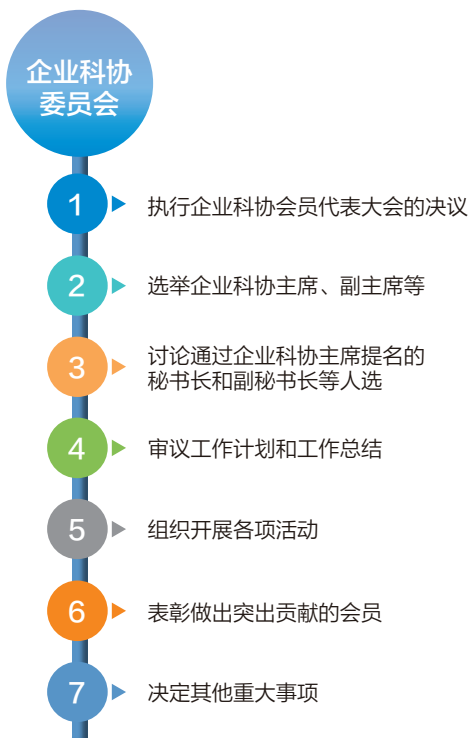 企业科协
委员会
1
执行企业科协会员代表大会的决议
2
选举企业科协主席、副主席等
3
讨论通过企业科协主席提名的
秘书长和副秘书长等人选
4
审议工作计划和工作总结
5
组织开展各项活动
6
表彰做出突出贡献的会员
7
决定其他重大事项